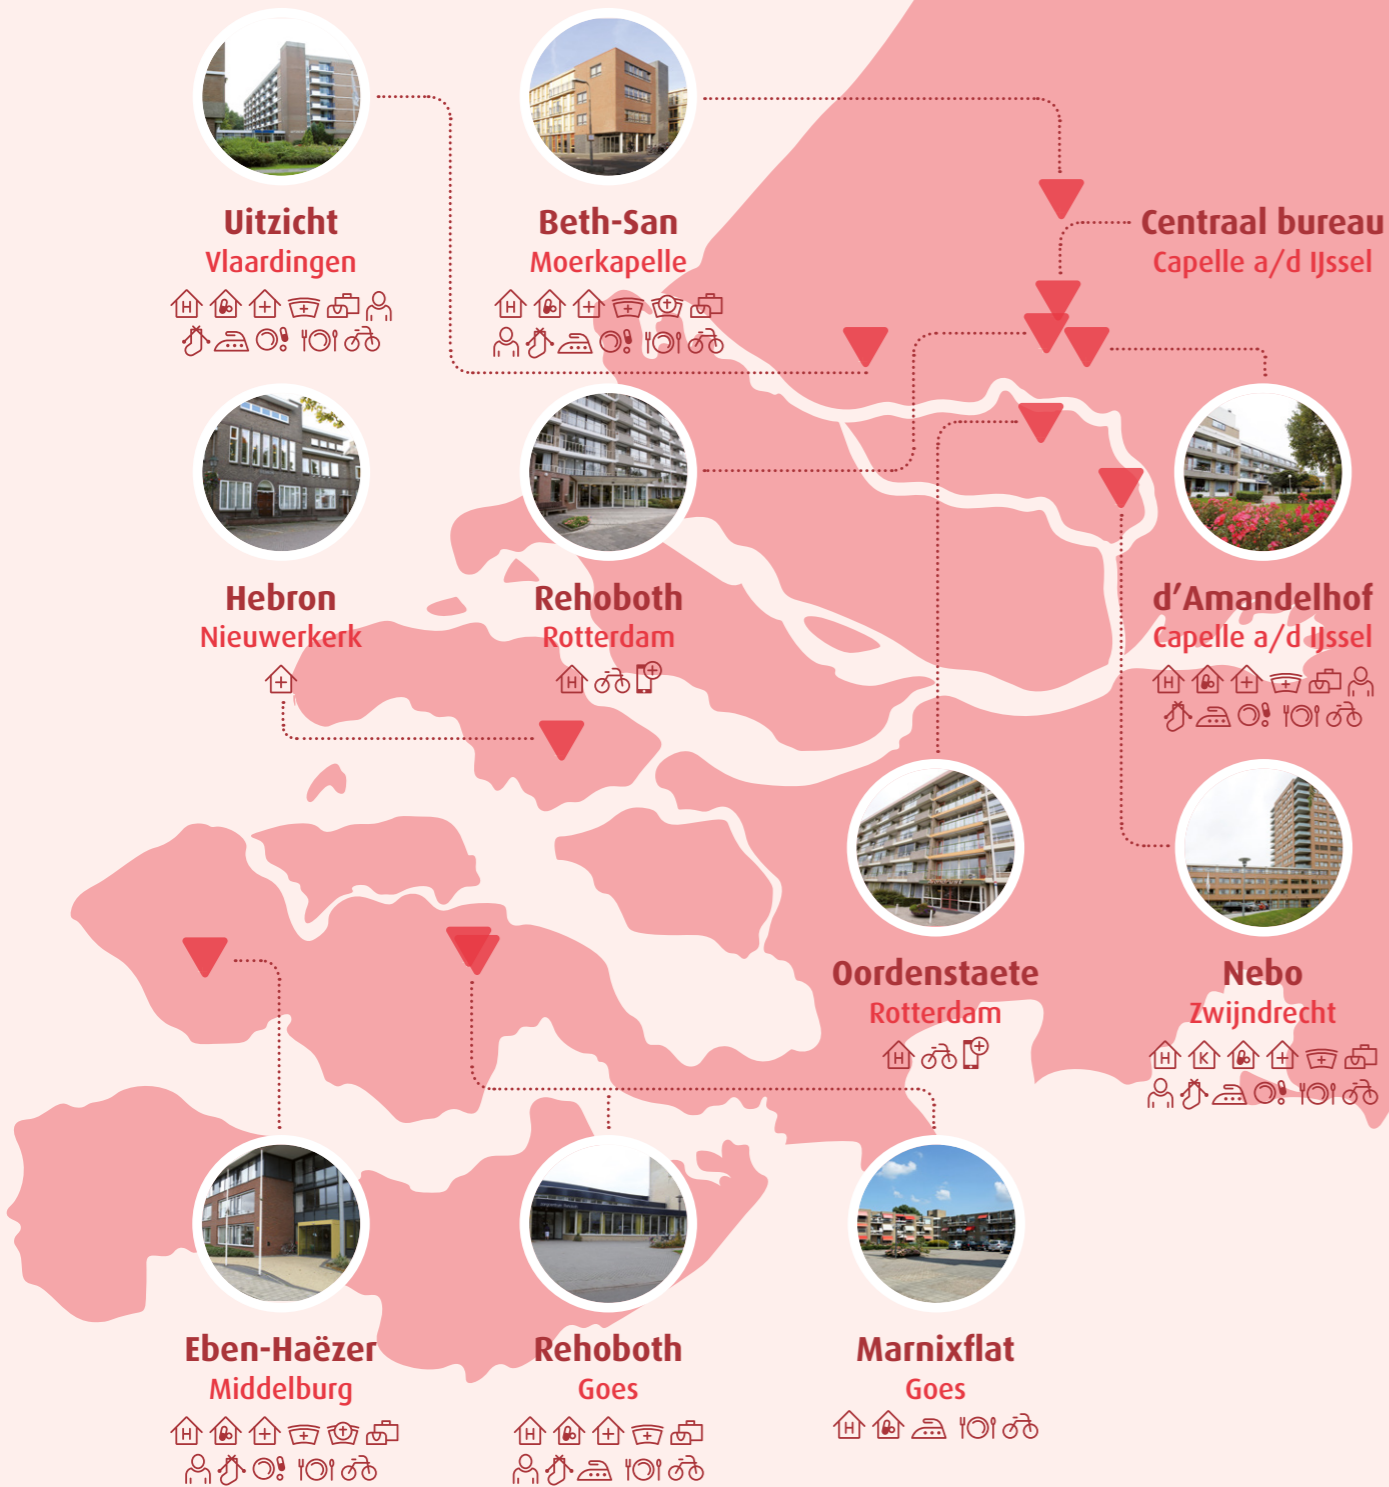 Uitzicht
Vlaardingen
H
Beth-San
Moerkapelle
H
Centraal bureau
Capelle a/d IJssel
Hebron
Nieuwerkerk
Rehoboth
Rotterdam
H
d'Amandelhof
Capelle a/d IJssel
H
Oordenstaete
Rotterdam
H
Nebo
Zwijndrecht
H K
Eben-Haëzer
Middelburg
H
Rehoboth
Goes
H
Marnixflat
Goes
H